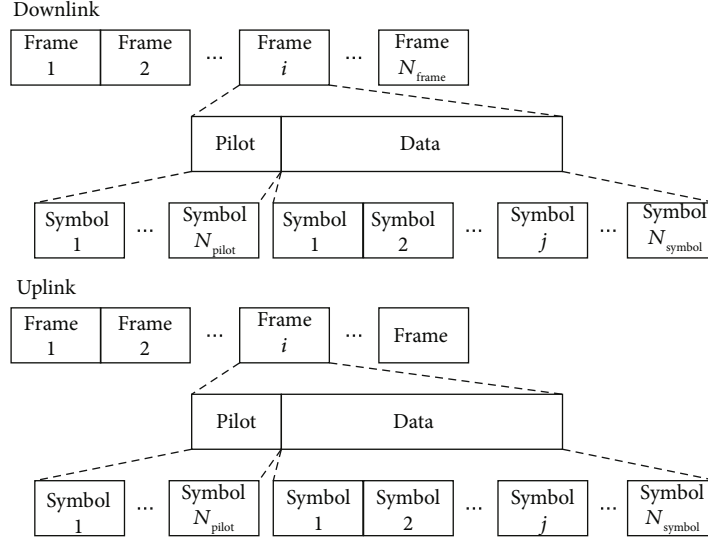 Downlink
Frame Frame Frame Frame
1 2 ... i ... N_frame
Pilot Data
Symbol Symbol Symbol Symbol Symbol Symbol
1 ... N_pilot 1 2 ... j ... N_symbol
Uplink
Frame Frame Frame
1 2 ... i ... Frame
Pilot Data
Symbol Symbol Symbol Symbol Symbol Symbol
1 ... N_pilot 1 2 ... j ... N_symbol